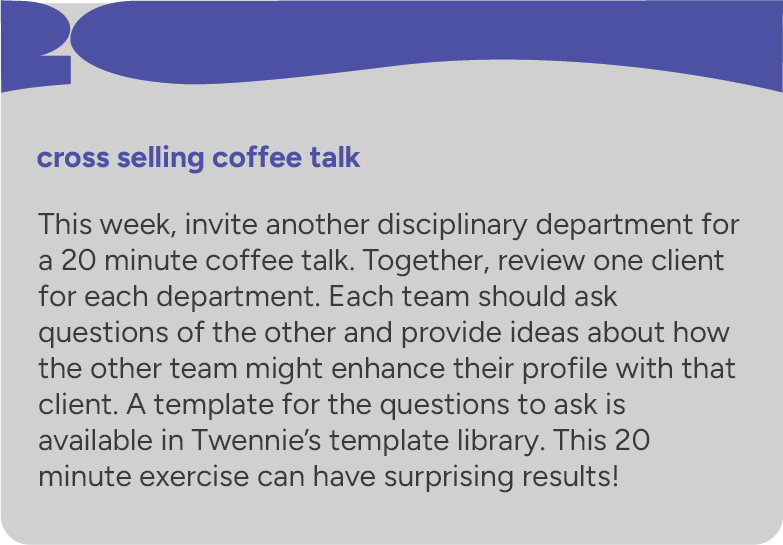 cross selling coffee talk
This week, invite another disciplinary department for
a 20 minute coffee talk. Together, review one client
for each department. Each team should ask
questions of the other and provide ideas about how
the other team might enhance their profile with that
client. A template for the questions to ask is
available in Twennie’s template library. This 20
minute exercise can have surprising results!